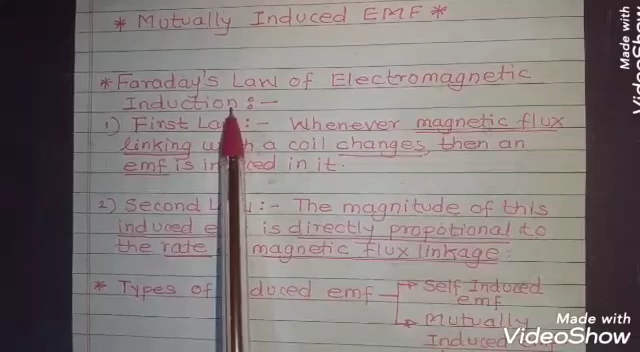 * Mutually Induced EMF *
* Faraday's Law of Electromagnetic
Induction :-
1) First La :- Whenever magnetic flux
linking w a coil changes, then an
emf is in ced in it.
2) Second L :- The magnitude of this
induced e is directly propotional to
the rate magnetic flux linkage.
* Types of duced emf
Self Induced
emf
Mutually
Induced
Made with
VideoShow
Made with
VideoShow